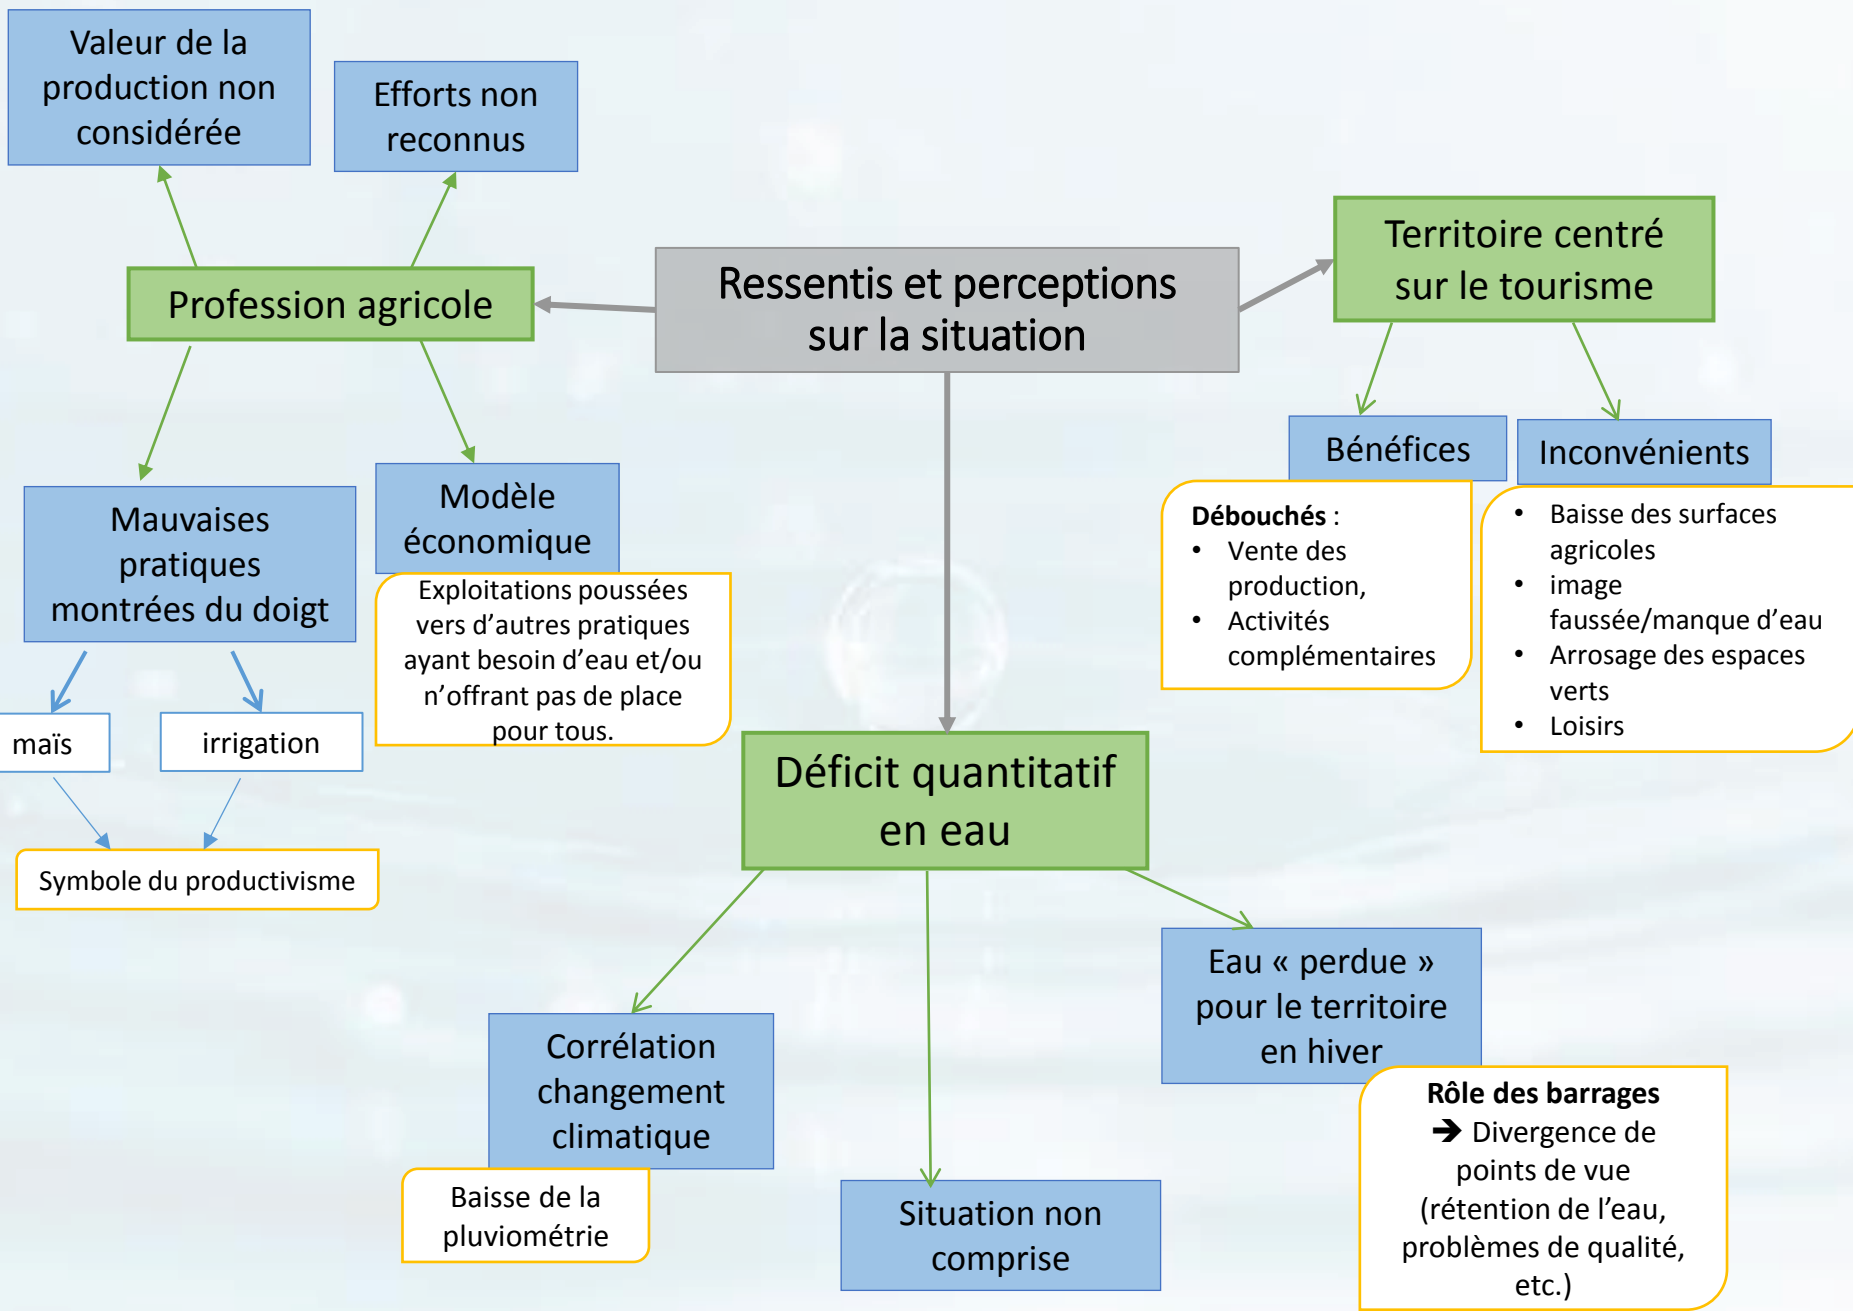 Valeur de la
production non
considérée
Efforts non
reconnus
Profession agricole
Ressentis et perceptions
sur la situation
Territoire centré
sur le tourisme
Mauvaises
pratiques
montrées du doigt
maïs
irrigation
Symbole du productivisme
Modèle
économique
Exploitations poussées
vers d'autres pratiques
ayant besoin d'eau et/ou
n'offrant pas de place
pour tous.
Bénéfices
Débouchés :
• Vente des
production,
• Activités
complémentaires
Inconvénients
• Baisse des surfaces
agricoles
• image
faussée/manque d'eau
• Arrosage des espaces
verts
• Loisirs
Déficit quantitatif
en eau
Corrélation
changement
climatique
Baisse de la
pluviométrie
Situation non
comprise
Eau « perdue »
pour le territoire
en hiver
Rôle des barrages
➔ Divergence de
points de vue
(rétention de l'eau,
problèmes de qualité,
etc.)